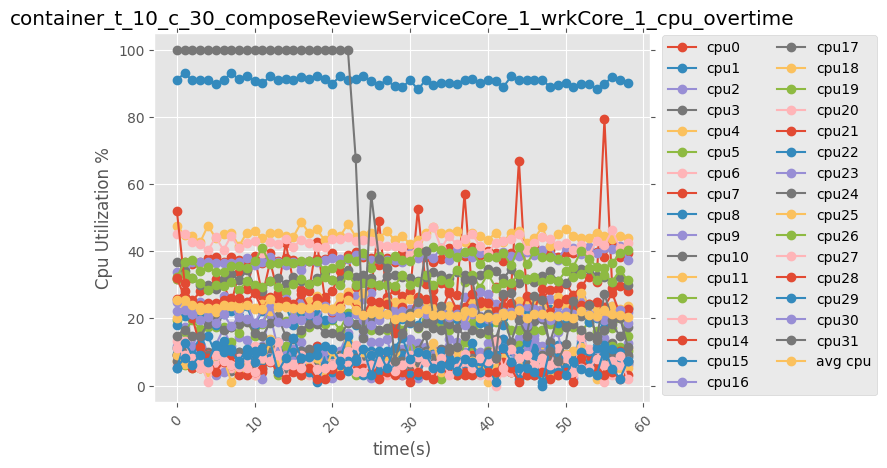 container_t_10_c_30_composeReviewServiceCore_1_wrkCore_1_cpu_overtime
Cpu Utilization %
100
80
60
40
20
0
0
10
20
30
40
50
60
time(s)
cpu0
cpu1
cpu2
cpu3
cpu4
cpu5
cpu6
cpu7
cpu8
cpu9
cpu10
cpu11
cpu12
cpu13
cpu14
cpu15
cpu16
cpu17
cpu18
cpu19
cpu20
cpu21
cpu22
cpu23
cpu24
cpu25
cpu26
cpu27
cpu28
cpu29
cpu30
cpu31
avg cpu